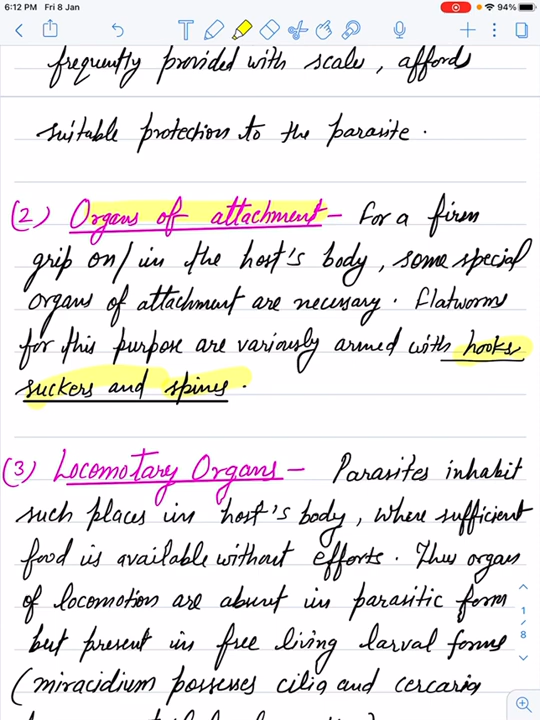 6:12 PM Fri 8 Jan
94%
frequently provided with scale, affords
suitable protection to the parasite.
(2) Organs of attachment - For a firm
grip on/in the host's body, some special
organs of attachment are necessary. Flatworms
for this purpose are variously armed with hooks
suckers and spines.
(3) Locomotary Organs - Parasites inhabit
such places in host's body, where sufficient
food is available without efforts. Thus organs
of locomotion are absent in parasitic form
but present in free living larval forms
(miracidium possesses cilia and cercaria
1
/
8